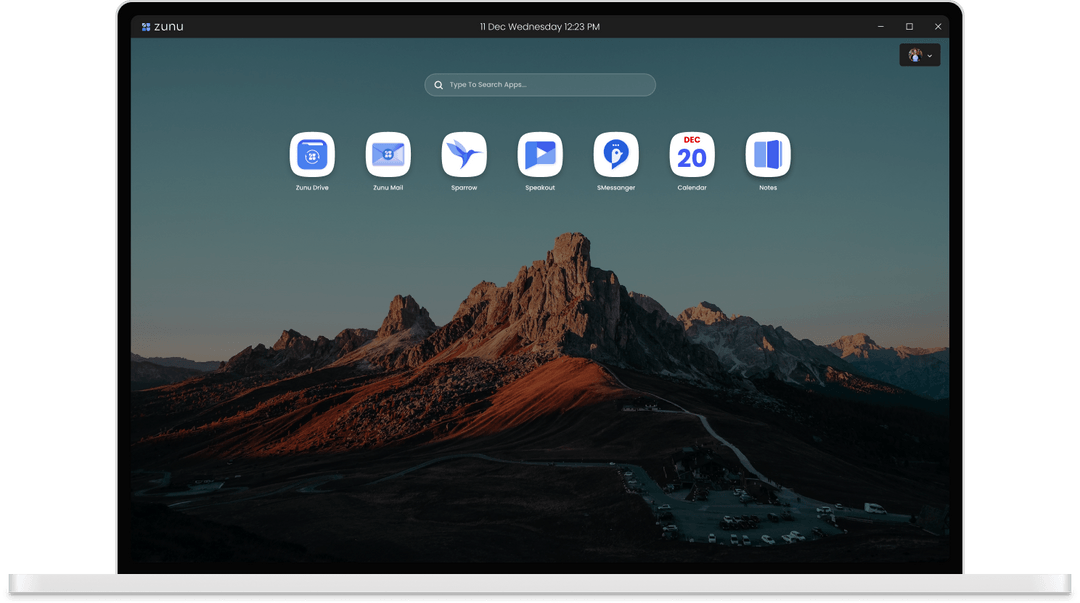 zunu
11 Dec Wednesday 12:23 PM
Type To Search Apps...
DEC
20
Zunu Drive
Zunu Mail
Sparrow
Speakout
SMessanger
Calendar
Notes